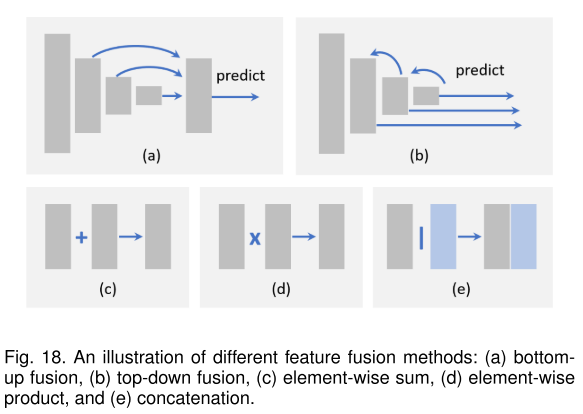 predict
predict
(a)
(b)
+
x
|
(c)
(d)
(e)
Fig. 18. An illustration of different feature fusion methods: (a) bottom-
up fusion, (b) top-down fusion, (c) element-wise sum, (d) element-wise
product, and (e) concatenation.